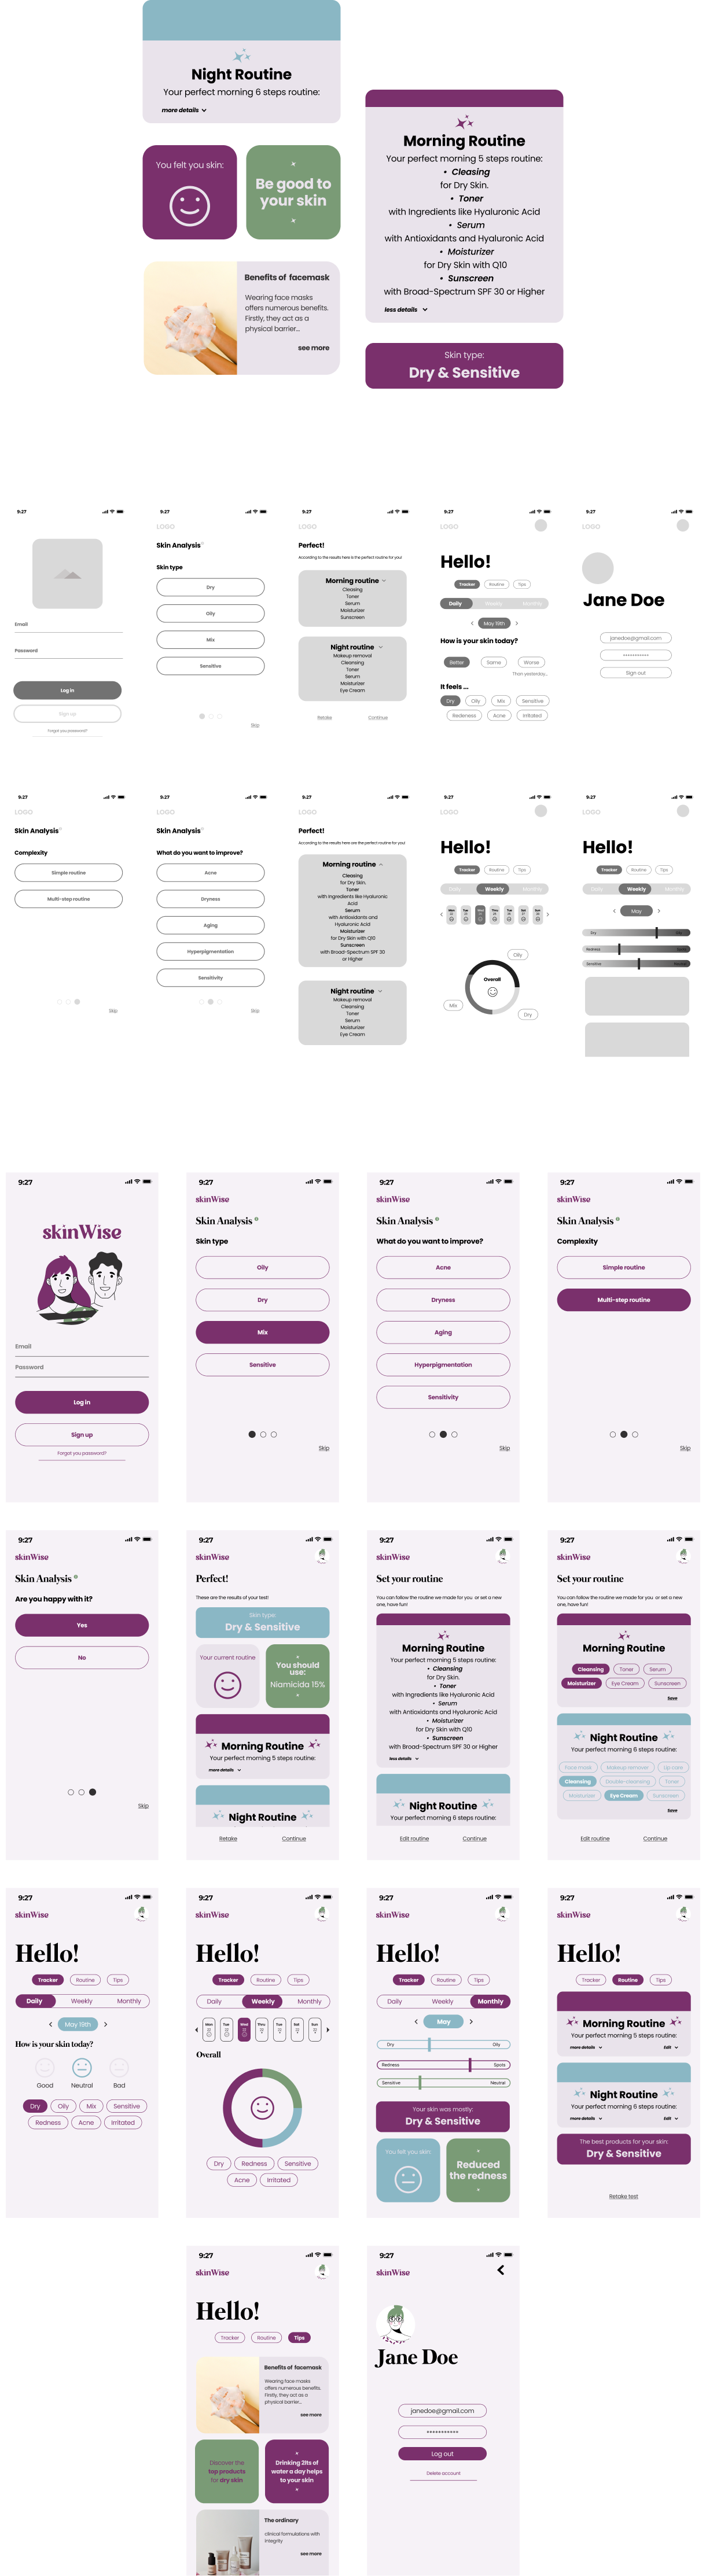 Night Routine
Your perfect morning 6 steps routine:
more details
You felt you skin:
Be good to
your skin
Benefits of facemask
Wearing face masks
offers numerous benefits.
Firstly, they act as a
physical barrier...
see more
Morning Routine
Your perfect morning 5 steps routine:
• Cleasing
for Dry Skin.
• Toner
with Ingredients like Hyaluronic Acid
• Serum
with Antioxidants and Hyaluronic Acid
• Moisturizer
for Dry Skin with Q10
• Sunscreen
with Broad-Spectrum SPF 30 or Higher
less details
Skin type:
Dry & Sensitive
9:27
Email
Password
Log in
Sign up
Forgot you password?
9:27
LOGO
Skin Analysis
Skin type
Dry
Oily
Mix
Sensitive
Skip
9:27
LOGO
Perfect!
According to the results here is the perfect routine for you!
Morning routine
Cleasing
Toner
Serum
Moisturizer
Sunscreen
Night routine
Makeup removal
Cleansing
Toner
Serum
Moisturizer
Eye Cream
Retake
Continue
9:27
LOGO
Hello!
Tracker
Routine
Tips
Daily
Weekly
Monthly
May 19th
How is your skin today?
Better
Same
Worse
Than yesterday...
It feels ...
Dry
Oily
Mix
Sensitive
Redeness
Acne
Irritated
9:27
LOGO
Jane Doe
janedoe@gmail.com
Sign out
9:27
LOGO
Skin Analysis
Complexity
Simple routine
Multi-step routine
Skip
9:27
LOGO
Skin Analysis
What do you want to improve?
Acne
Dryness
Aging
Hyperpigmentation
Sensitivity
Skip
9:27
LOGO
Perfect!
According to the results here are the perfect routine for you!
Morning routine
Cleasing
for Dry Skin.
Toner
with Ingredients like Hyaluronic
Acid
Serum
with Antioxidants and
Hyaluronic Acid
Moisturizer
for Dry Skin with Q10
Sunscreen
with Broad-Spectrum SPF 30
or Higher
Night routine
Makeup removal
Cleansing
Toner
Serum
Moisturizer
Eye Cream
9:27
LOGO
Hello!
Tracker
Routine
Tips
Daily
Weekly
Monthly
Mon
Tue
Wed
Thru
Tue
Sat
Sun
Overall
Oily
Mix
Dry
9:27
LOGO
Hello!
Tracker
Routine
Tips
Daily
Weekly
Monthly
May
Dry
Redness
Sensitive
9:27
skinWise
Email
Password
Log in
Sign up
Forgot you password?
9:27
skinWise
Skin Analysis
Skin type
Oily
Dry
Mix
Sensitive
Skip
9:27
skinWise
Skin Analysis
What do you want to improve?
Acne
Dryness
Aging
Hyperpigmentation
Sensitivity
Skip
9:27
skinWise
Skin Analysis
Complexity
Simple routine
Multi-step routine
Skip
9:27
skinWise
Skin Analysis
Are you happy with it?
Yes
No
Skip
9:27
skinWise
Perfect!
These are the results of your test!
Skin type:
Dry & Sensitive
Your current routine
You should
use:
Niamicida 15%
Morning Routine
Your perfect morning 5 steps routine:
more details
Night Routine
Retake
Continue
9:27
skinWise
Set your routine
You can follow the routine we made for you or set a new
one, have fun!
Morning Routine
Your perfect morning 5 steps routine:
• Cleansing
for Dry Skin.
• Toner
with Ingredients like Hyaluronic Acid
• Serum
with Antioxidants and Hyaluronic Acid
• Moisturizer
for Dry Skin with Q10
• Sunscreen
with Broad-Spectrum SPF 30 or Higher
less details
Night Routine
Your perfect morning 6 steps routine:
Edit routine
Continue
9:27
skinWise
Set your routine
You can follow the routine we made for you or set a new
one, have fun!
Morning Routine
Cleansing
Toner
Serum
Moisturizer
Eye Cream
Sunscreen
Save
Night Routine
Your perfect morning 6 steps routine:
Face mask
Makeup remover
Lip care
Cleansing
Double-cleansing
Toner
Moisturizer
Eye Cream
Sunscreen
Save
Edit routine
Continue
9:27
skinWise
Hello!
Tracker
Routine
Tips
Daily
Weekly
Monthly
May 19th
How is your skin today?
Good
Neutral
Bad
Dry
Oily
Mix
Sensitive
Redness
Acne
Irritated
9:27
skinWise
Hello!
Tracker
Routine
Tips
Daily
Weekly
Monthly
Mon
Tue
Wed
Thru
Tue
Sat
Sun
Overall
Dry
Redness
Sensitive
Acne
Irritated
9:27
skinWise
Hello!
Tracker
Routine
Tips
Daily
Weekly
Monthly
May
Dry
Oily
Redness
Spots
Sensitive
Neutral
Your skin was mostly:
Dry & Sensitive
You felt you skin:
Reduced
the redness
9:27
skinWise
Hello!
Tracker
Routine
Tips
Morning Routine
Your perfect morning 5 steps routine:
more details
Edit
Night Routine
Your perfect morning 6 steps routine:
more details
Edit
The best products for your skin:
Dry & Sensitive
Retake test
9:27
skinWise
Hello!
Tracker
Routine
Tips
Benefits of facemask
Wearing face masks
offers numerous benefits.
Firstly, they act as a
physical barrier...
see more
Discover the
top products
for dry skin
Drinking 2lts of
water a day helps
to your skin
The ordinary
clinical formulations with
integrity
see more
9:27
skinWise
Jane Doe
janedoe@gmail.com
***********
Log out
Delete account